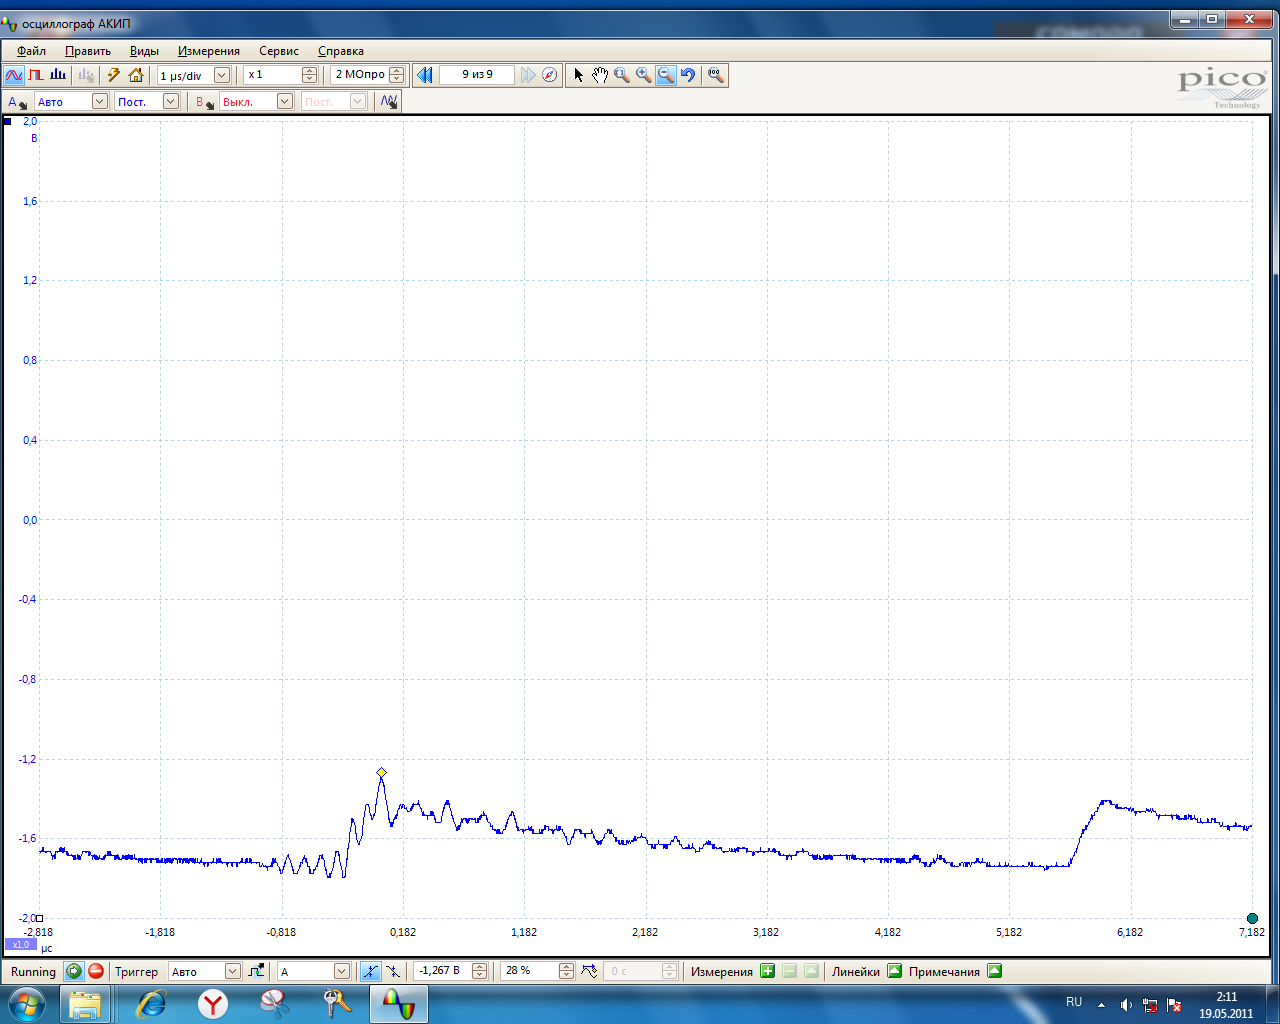 осциллограф АКИП
Файл Править Виды Измерения Сервис Справка
1 µs/div x 1 2 МОпро 9 из 9
A Авто Пост. B Выкл. Пост.
pico
Technology
2,0
В
1,6
1,2
0,8
0,4
0,0
-0,4
-0,8
-1,2
-1,6
-2,0
-2,818 -1,818 -0,818 0,182 1,182 2,182 3,182 4,182 5,182 6,182 7,182
x1,0 µс
Running Триггер Авто A -1,267 В 28 % 0 с Измерения Линейки Примечания
RU 2:11
19.05.2011